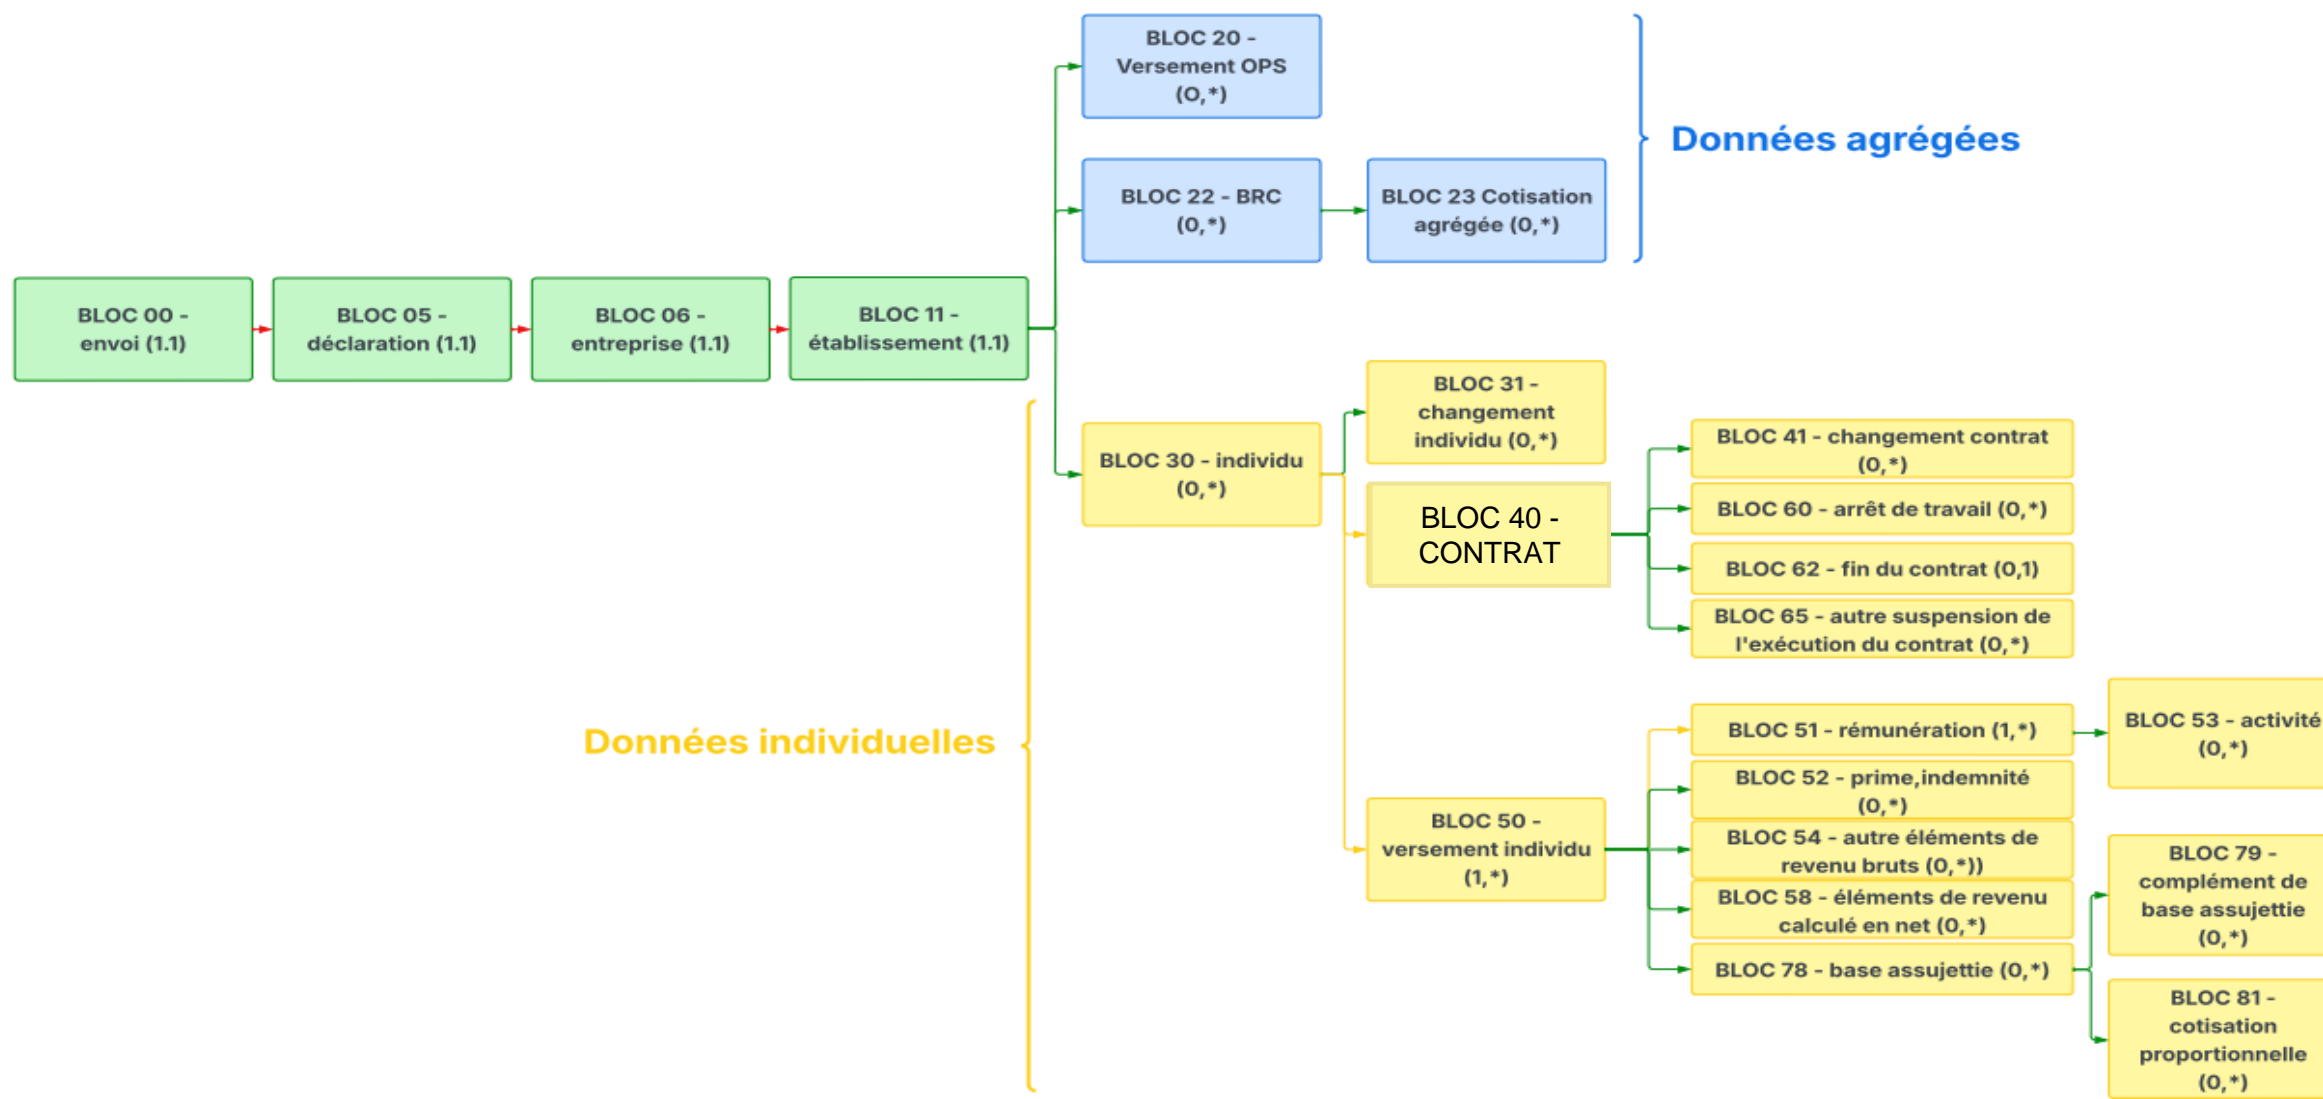 BLOC 20 -
Versement OPS
(O,*)
Données agrégées
BLOC 22 - BRC
(0,*)
BLOC 23 Cotisation
agrégée (0,*)
BLOC 00 -
envoi (1.1)
BLOC 05 -
déclaration (1.1)
BLOC 06 -
entreprise (1.1)
BLOC 11 -
établissement (1.1)
Données individuelles
BLOC 30 - individu
(0,*)
BLOC 31 -
changement
individu (0,*)
BLOC 40 -
CONTRAT
BLOC 41 - changement contrat
(0,*)
BLOC 60 - arrêt de travail (0,*)
BLOC 62 - fin du contrat (0,1)
BLOC 65 - autre suspension de
l'exécution du contrat (0,*)
BLOC 50 -
versement individu
(1,*)
BLOC 51 - rémunération (1,*)
BLOC 53 - activité
(0,*)
BLOC 52 - prime,indemnité
(0,*)
BLOC 54 - autre éléments de
revenu bruts (0,*))
BLOC 58 - éléments de revenu
calculé en net (0,*)
BLOC 78 - base assujettie (0,*)
BLOC 79 -
complément de
base assujettie
(0,*)
BLOC 81 -
cotisation
proportionnelle
(0,*)